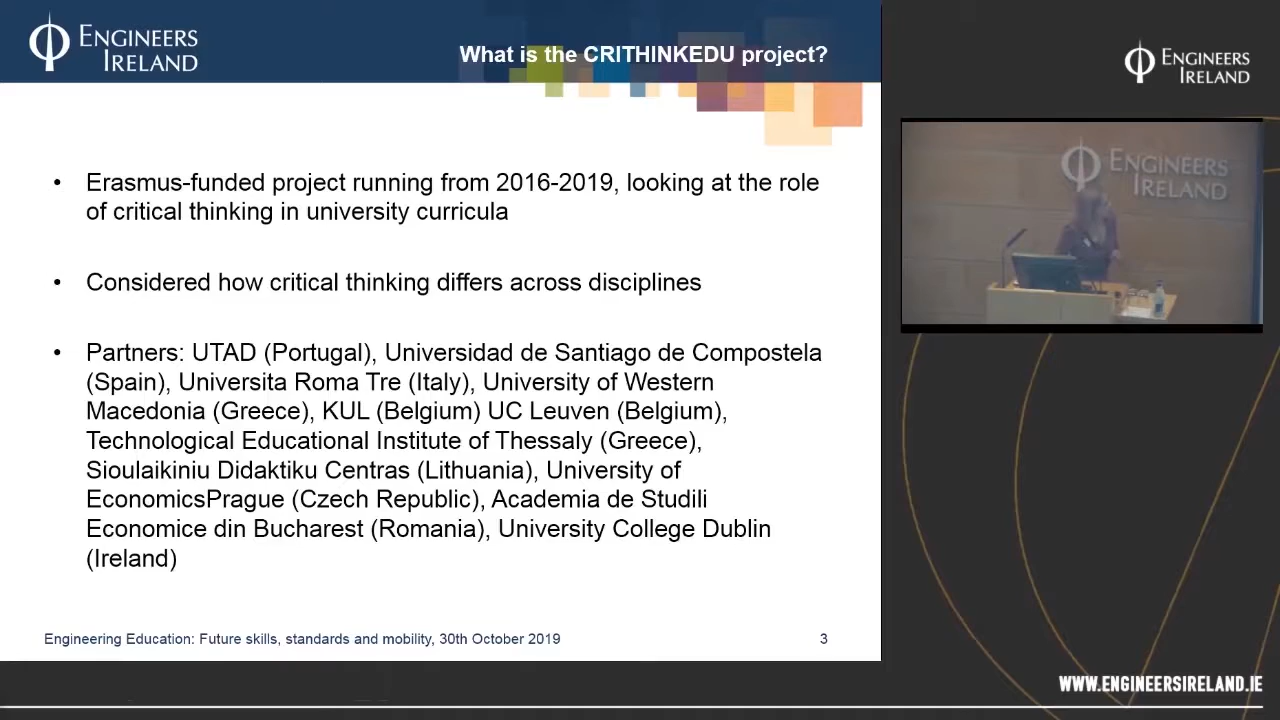 ENGINEERS
IRELAND
What is the CRITHINKEDU project?
• Erasmus-funded project running from 2016-2019, looking at the role
of critical thinking in university curricula
• Considered how critical thinking differs across disciplines
• Partners: UTAD (Portugal), Universidad de Santiago de Compostela
(Spain), Universita Roma Tre (Italy), University of Western
Macedonia (Greece), KUL (Belgium) UC Leuven (Belgium),
Technological Educational Institute of Thessaly (Greece),
Sioulaikiniu Didaktiku Centras (Lithuania), University of
EconomicsPrague (Czech Republic), Academia de Studili
Economice din Bucharest (Romania), University College Dublin
(Ireland)
Engineering Education: Future skills, standards and mobility, 30th October 2019
3
ENGINEERS
IRELAND
ENGINEERS
IRELAND
WWW.ENGINEERSIRELAND.IE